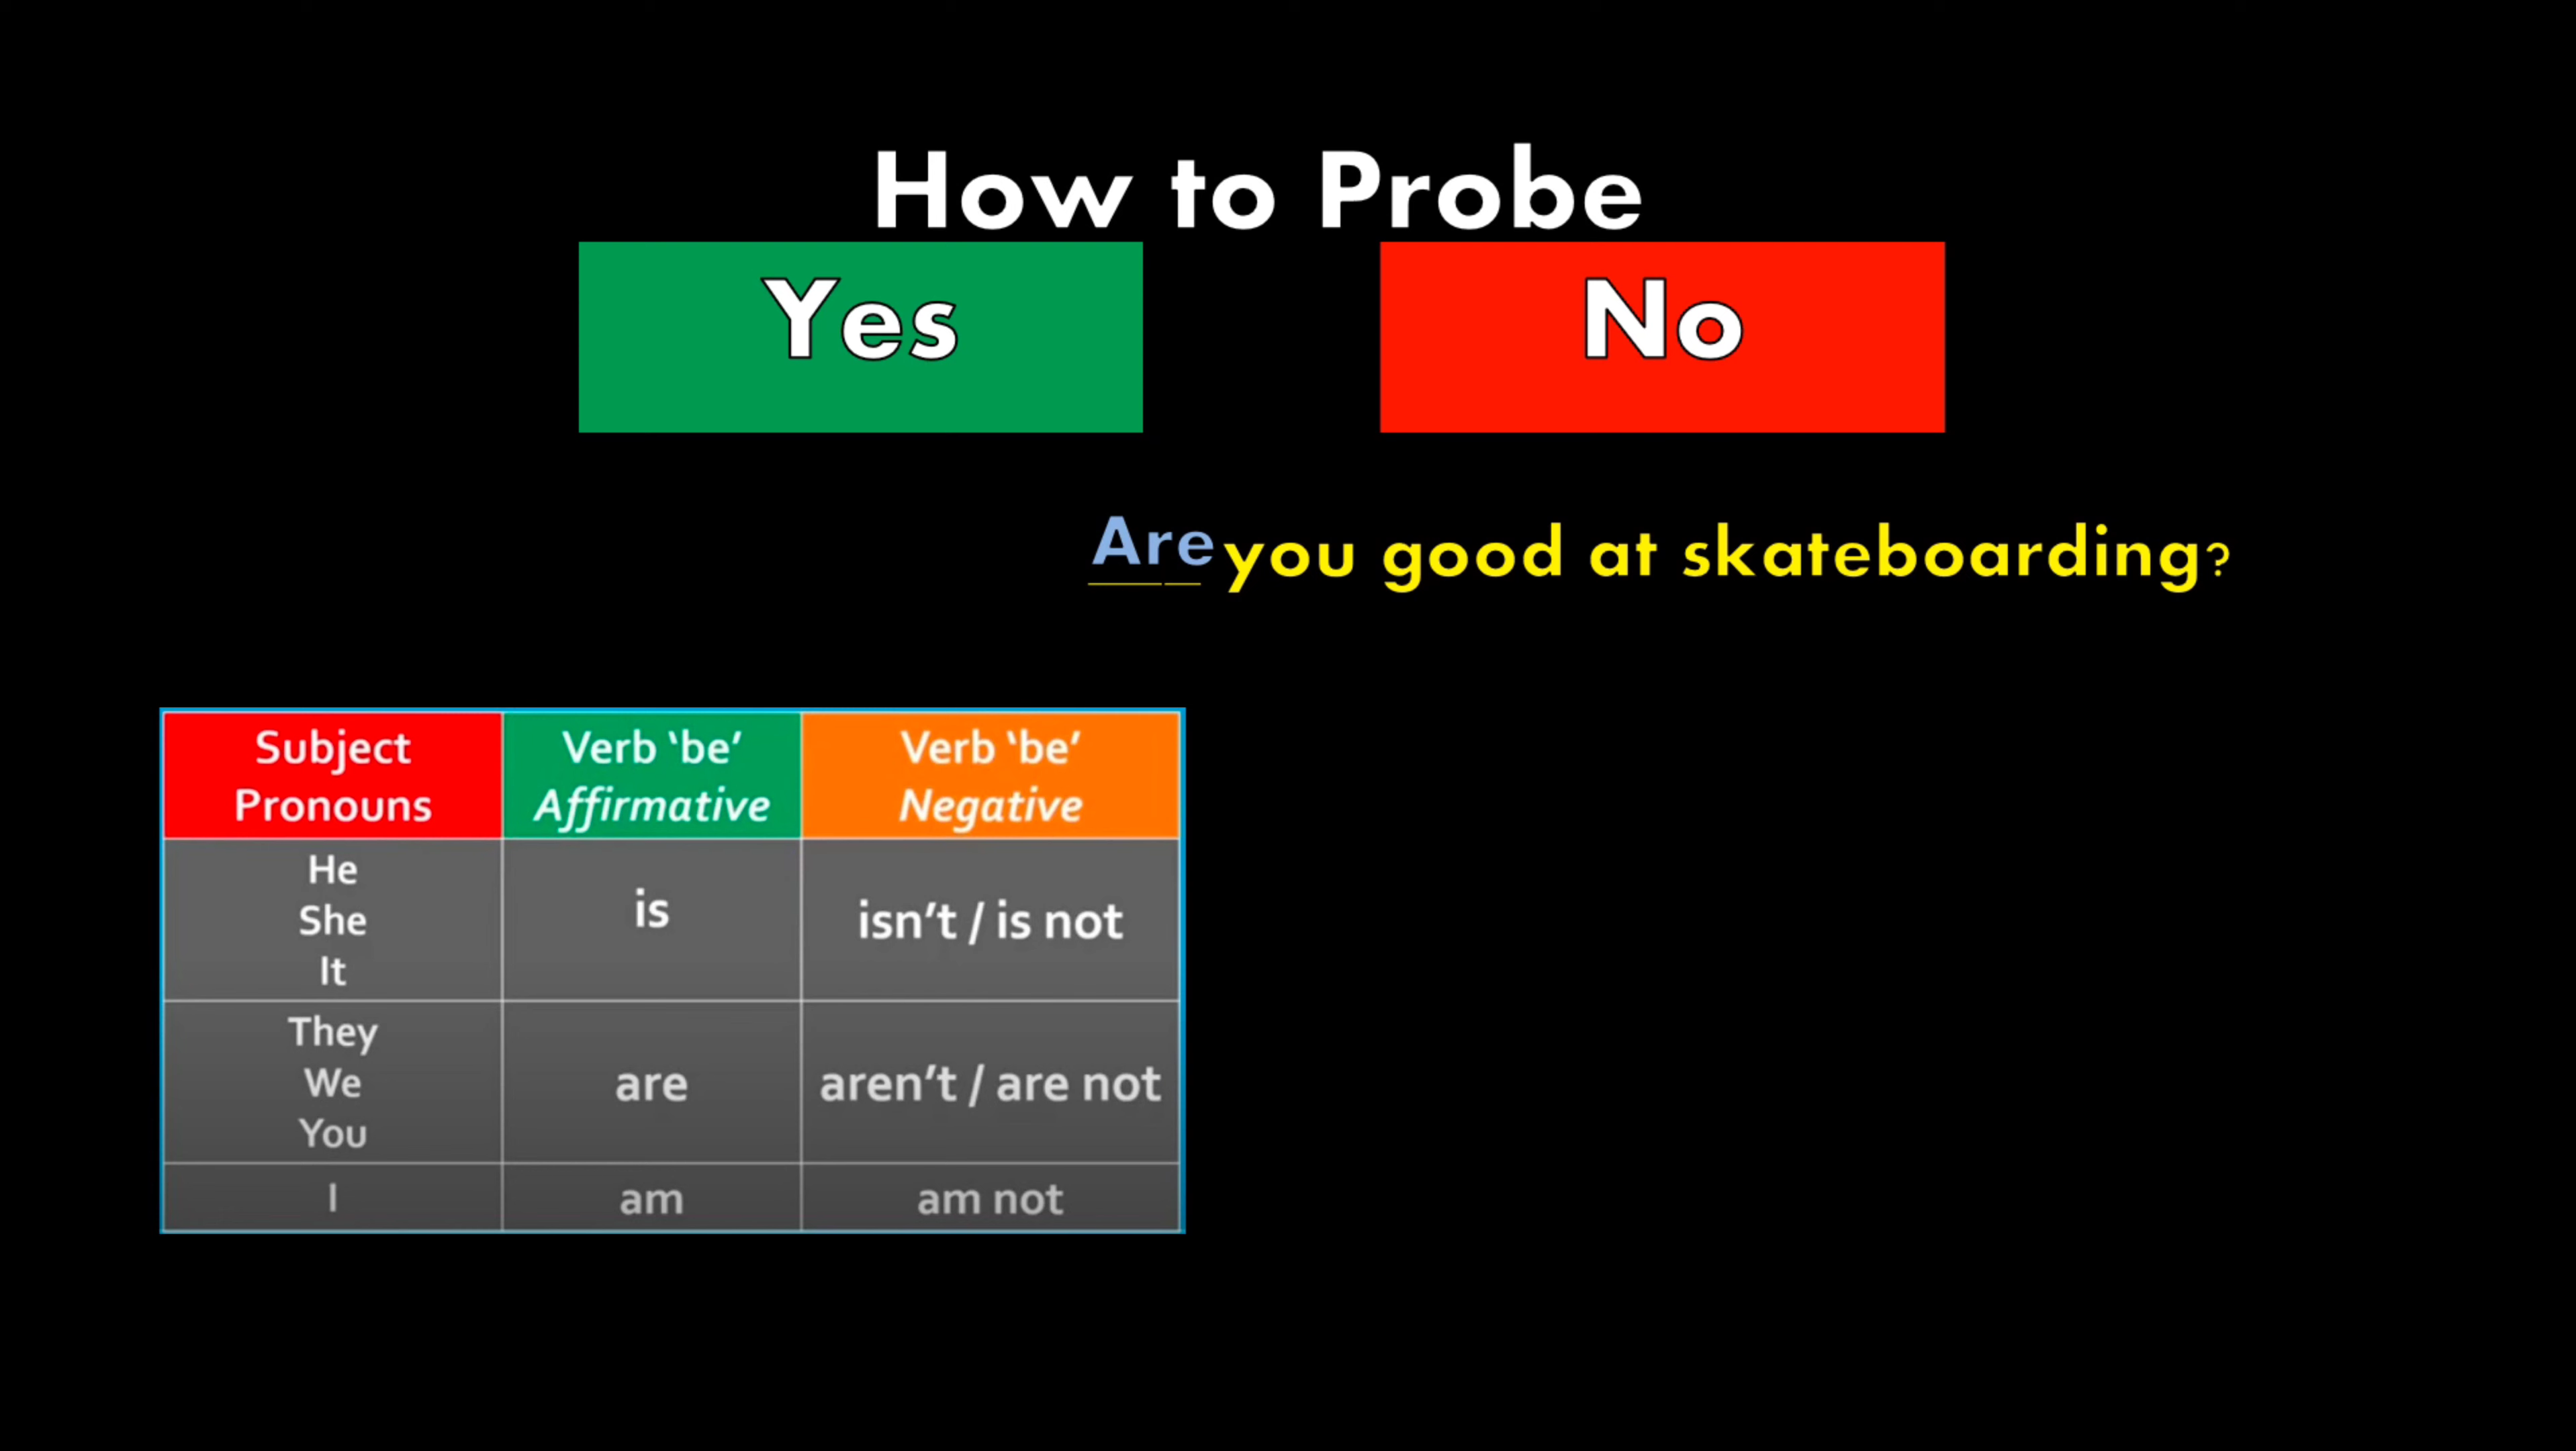 How to Probe
Yes
No
Are you good at skateboarding?
Subject Pronouns
Verb ‘be’ Affirmative
Verb ‘be’ Negative
He
She
It
is
isn’t / is not
They
We
You
are
aren’t / are not
I
am
am not